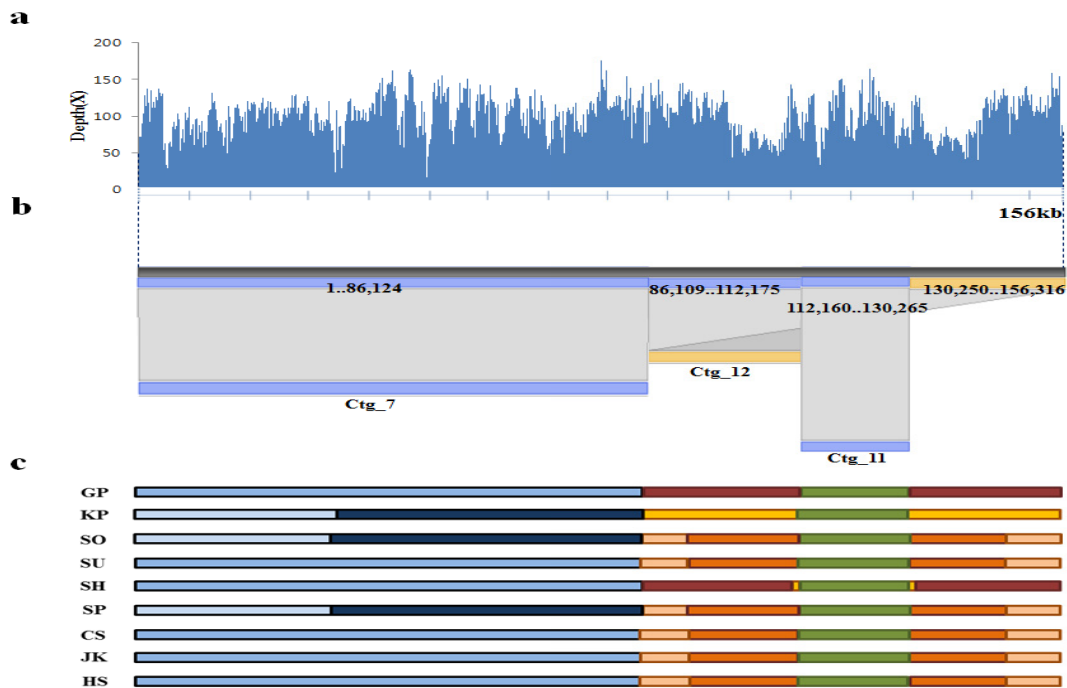 a
200
150
100
50
0
Depth(X)
156kb
b
1..86,124
86,109..112,175
112,160..130,265
130,250..156,316
Ctg_12
Ctg_7
Ctg_11
c
GP
KP
SO
SU
SH
SP
CS
JK
HS